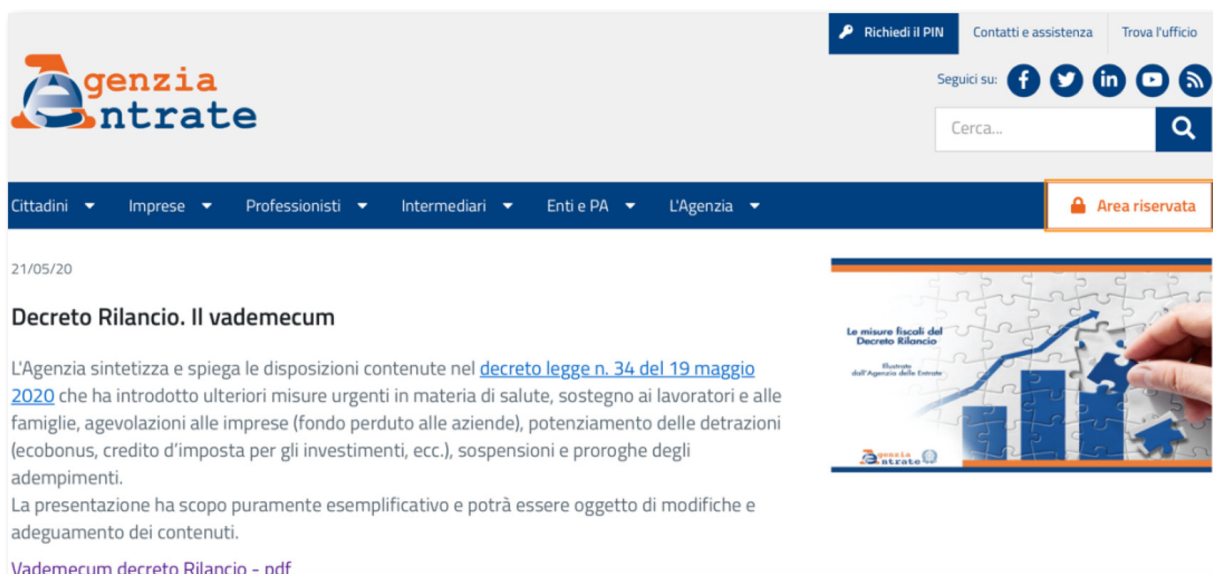 Richiedi il PIN
Contatti e assistenza
Trova l'ufficio
Agenzia
Entrate
Seguici su:
Cerca...
Cittadini
Imprese
Professionisti
Intermediari
Enti e PA
L'Agenzia
Area riservata
21/05/20
Decreto Rilancio. Il vademecum
L'Agenzia sintetizza e spiega le disposizioni contenute nel decreto legge n. 34 del 19 maggio
2020 che ha introdotto ulteriori misure urgenti in materia di salute, sostegno ai lavoratori e alle
famiglie, agevolazioni alle imprese (fondo perduto alle aziende), potenziamento delle detrazioni
(ecobonus, credito d’imposta per gli investimenti, ecc.), sospensioni e proroghe degli
adempimenti.
La presentazione ha scopo puramente esemplificativo e potrà essere oggetto di modifiche e
adeguamento dei contenuti.
Vademecum decreto Rilancio - pdf
Le misure fiscali del
Decreto Rilancio
Illustrate
dall'Agenzia delle Entrate
Agenzia
Entrate